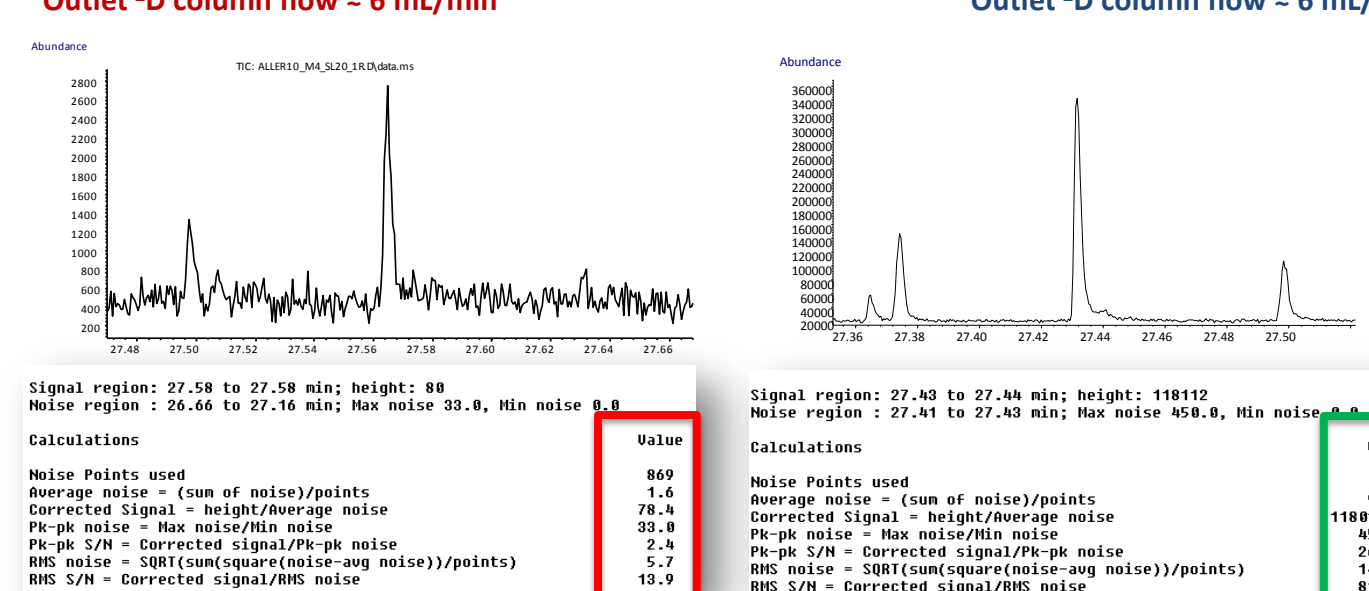 Outlet ²D column flow ≈ 6 mL/min
Abundance
TIC: ALLER10_M4_SL20_1R.D\data.ms
2800
2600
2400
2200
2000
1800
1600
1400
1200
1000
800
600
400
200
27.48 27.50 27.52 27.54 27.56 27.58 27.60 27.62 27.64 27.66
Signal region: 27.58 to 27.58 min; height: 80
Noise region : 26.66 to 27.16 min; Max noise 33.0, Min noise 0.0
Calculations Value
Noise Points used 869
Average noise = (sum of noise)/points 1.6
Corrected Signal = height/Average noise 78.4
Pk-pk noise = Max noise/Min noise 33.0
Pk-pk S/N = Corrected signal/Pk-pk noise 2.4
RMS noise = SQRT(sum(square(noise-avg noise))/points) 5.7
RMS S/N = Corrected signal/RMS noise 13.9
Outlet ²D column flow ≈ 6 mL/
Abundance
360000
340000
320000
300000
280000
260000
240000
220000
200000
180000
160000
140000
120000
100000
80000
60000
40000
20000
27.36 27.38 27.40 27.42 27.44 27.46 27.48 27.50
Signal region: 27.43 to 27.44 min; height: 118112
Noise region : 27.41 to 27.43 min; Max noise 450.0, Min noise
Calculations
Noise Points used
Average noise = (sum of noise)/points
Corrected Signal = height/Average noise
Pk-pk noise = Max noise/Min noise
Pk-pk S/N = Corrected signal/Pk-pk noise
RMS noise = SQRT(sum(square(noise-avg noise))/points)
RMS S/N = Corrected signal/RMS noise